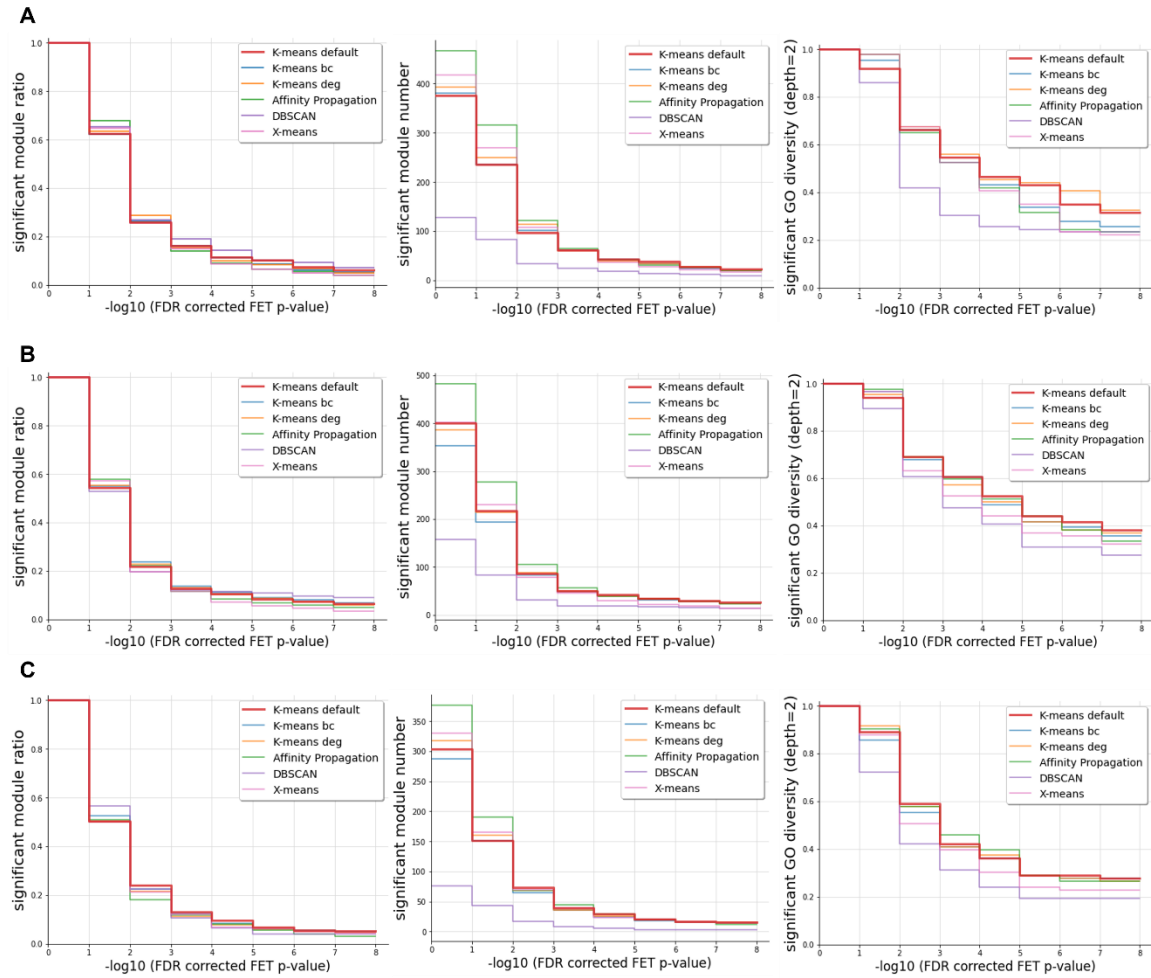 A
significant module ratio
1.0
0.8
0.6
0.4
0.2
0.0
K-means default
K-means bc
K-means deg
Affinity Propagation
DBSCAN
X-means
0 1 2 3 4 5 6 7 8
-log10 (FDR corrected FET p-value)
significant module number
400
300
200
100
0
K-means default
K-means bc
K-means deg
Affinity Propagation
DBSCAN
X-means
0 1 2 3 4 5 6 7 8
-log10 (FDR corrected FET p-value)
significant GO diversity (depth=2)
1.0
0.8
0.6
0.4
0.2
0.0
K-means default
K-means bc
K-means deg
Affinity Propagation
DBSCAN
X-means
0 1 2 3 4 5 6 7 8
-log10 (FDR corrected FET p-value)
B
significant module ratio
1.0
0.8
0.6
0.4
0.2
0.0
K-means default
K-means bc
K-means deg
Affinity Propagation
DBSCAN
X-means
0 1 2 3 4 5 6 7 8
-log10 (FDR corrected FET p-value)
significant module number
500
400
300
200
100
0
K-means default
K-means bc
K-means deg
Affinity Propagation
DBSCAN
X-means
0 1 2 3 4 5 6 7 8
-log10 (FDR corrected FET p-value)
significant GO diversity (depth=2)
1.0
0.8
0.6
0.4
0.2
0.0
K-means default
K-means bc
K-means deg
Affinity Propagation
DBSCAN
X-means
0 1 2 3 4 5 6 7 8
-log10 (FDR corrected FET p-value)
C
significant module ratio
1.0
0.8
0.6
0.4
0.2
0.0
K-means default
K-means bc
K-means deg
Affinity Propagation
DBSCAN
X-means
0 1 2 3 4 5 6 7 8
-log10 (FDR corrected FET p-value)
significant module number
350
300
250
200
150
100
50
0
K-means default
K-means bc
K-means deg
Affinity Propagation
DBSCAN
X-means
0 1 2 3 4 5 6 7 8
-log10 (FDR corrected FET p-value)
significant GO diversity (depth=2)
1.0
0.8
0.6
0.4
0.2
0.0
K-means default
K-means bc
K-means deg
Affinity Propagation
DBSCAN
X-means
0 1 2 3 4 5 6 7 8
-log10 (FDR corrected FET p-value)